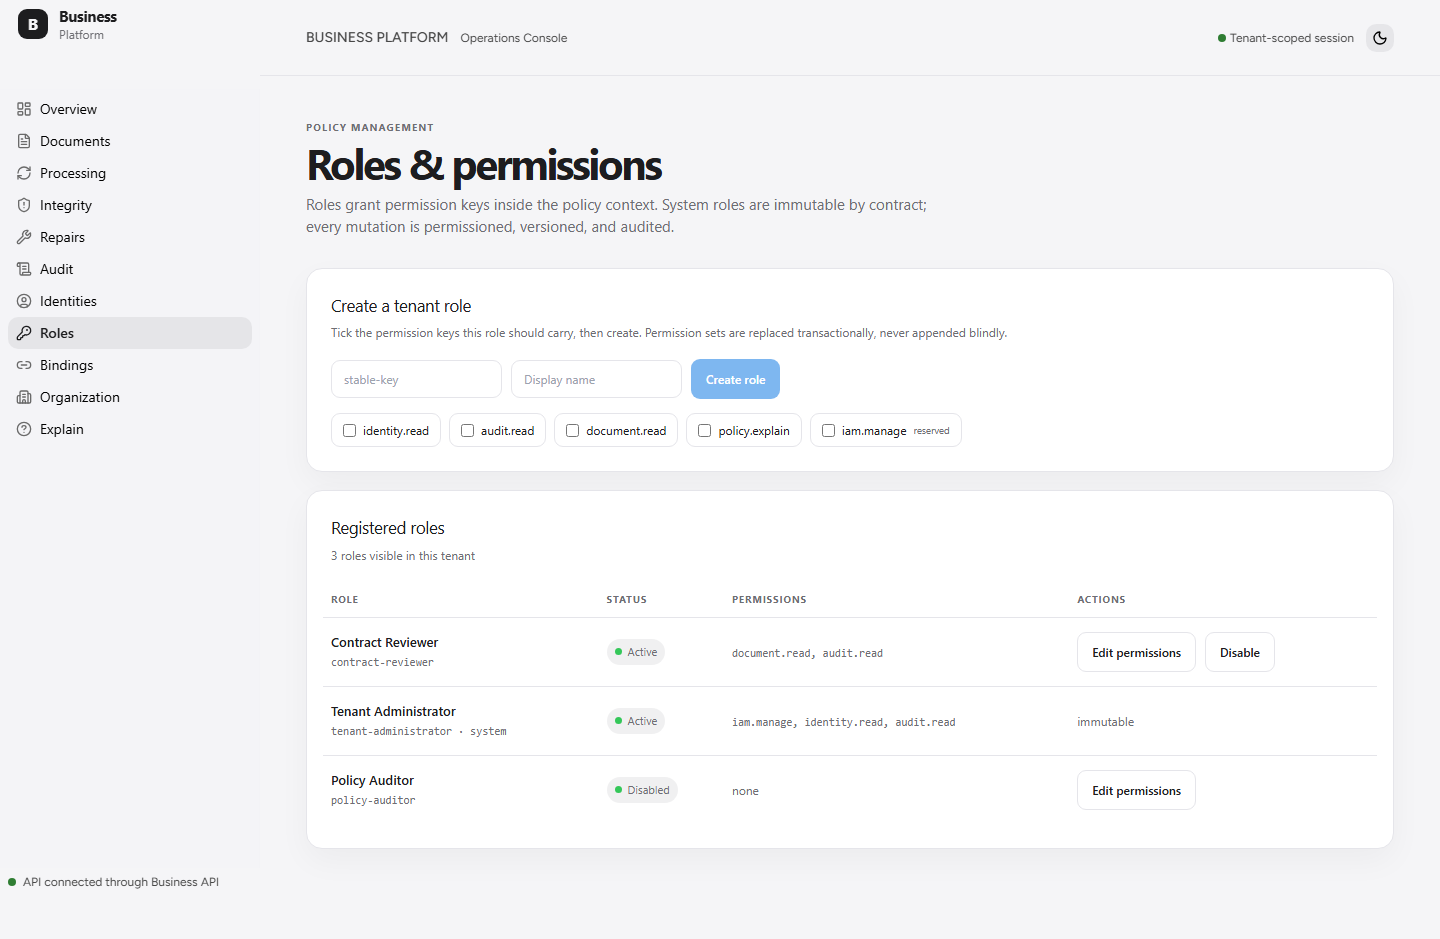 B
Business
Platform
BUSINESS PLATFORM Operations Console
Tenant-scoped session
Overview
Documents
Processing
Integrity
Repairs
Audit
Identities
Roles
Bindings
Organization
Explain
API connected through Business API
POLICY MANAGEMENT
Roles & permissions
Roles grant permission keys inside the policy context. System roles are immutable by contract;
every mutation is permissioned, versioned, and audited.
Create a tenant role
Tick the permission keys this role should carry, then create. Permission sets are replaced transactionally, never appended blindly.
stable-key Display name Create role
identity.read audit.read document.read policy.explain iam.manage reserved
Registered roles
3 roles visible in this tenant
ROLE STATUS PERMISSIONS ACTIONS
Contract Reviewer
contract-reviewer
Active
document.read, audit.read
Edit permissions Disable
Tenant Administrator
tenant-administrator · system
Active
iam.manage, identity.read, audit.read
immutable
Policy Auditor
policy-auditor
Disabled
none
Edit permissions